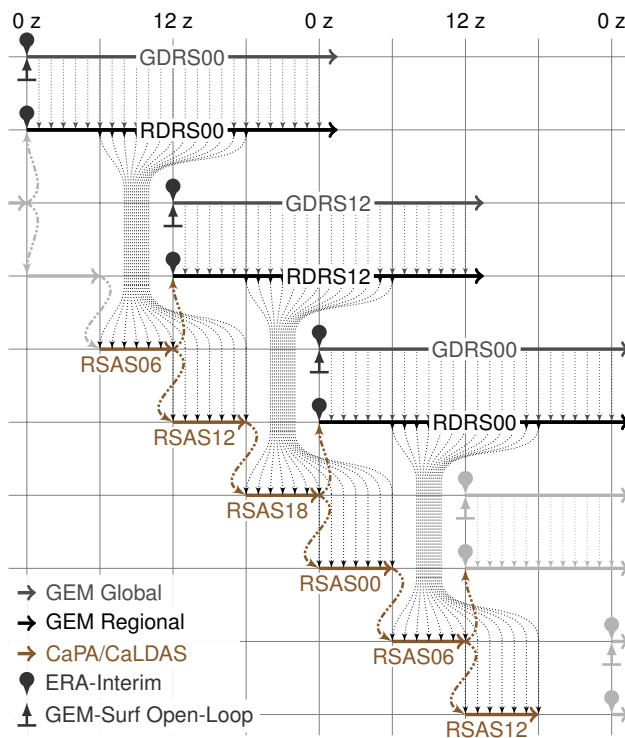 0 z 12 z 0 z 12 z 0 z
GDRS00
RDRS00
GDRS12
RDRS12
GDRS00
RSAS06
RDRS00
RSAS12
RSAS18
RSAS00
GEM Global
GEM Regional
RSAS06
CaPA/CaLDAS
ERA-Interim
GEM-Surf Open-Loop
RSAS12